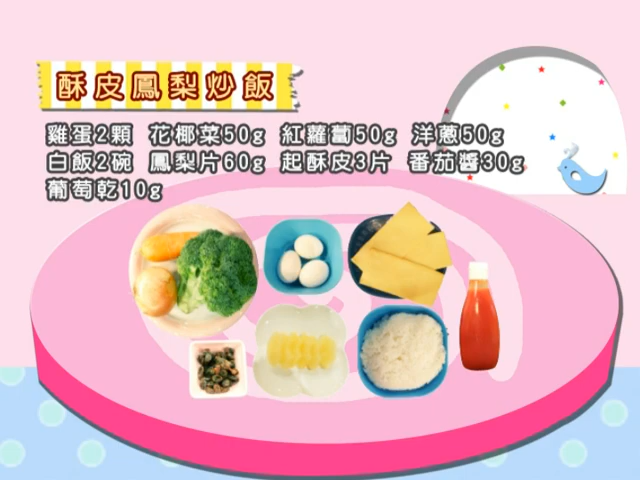 酥皮鳳梨炒飯
雞蛋2顆 花椰菜50g 紅蘿蔔50g 洋蔥50g
白飯2碗 鳳梨片60g 起酥皮3片 番茄醬30g
葡萄乾10g